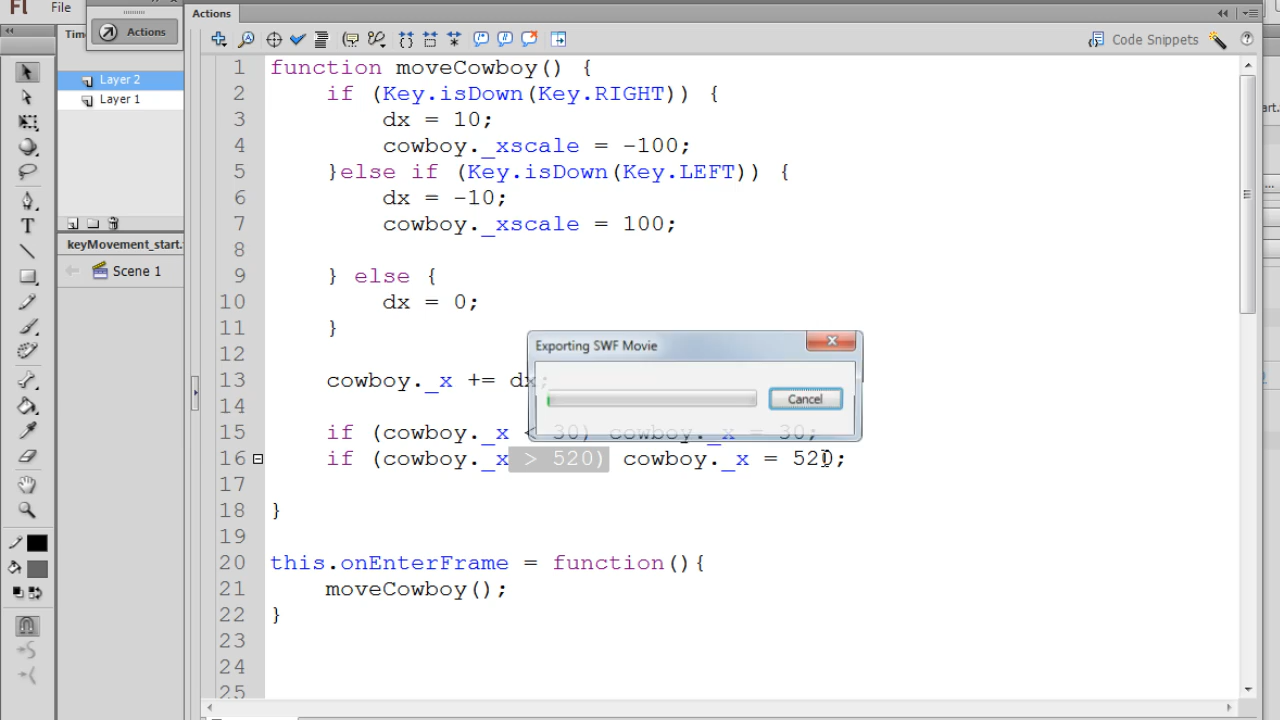 Fl File
Actions
Tim
Actions
Code Snippets
Layer 2
Layer 1
keyMovement_start.
Scene 1
1 function moveCowboy() {
2 if (Key.isDown(Key.RIGHT)) {
3 dx = 10;
4 cowboy._xscale = -100;
5 }else if (Key.isDown(Key.LEFT)) {
6 dx = -10;
7 cowboy._xscale = 100;
8
9 } else {
10 dx = 0;
11 }
12
Exporting SWF Movie
13 cowboy._x += dx;
Cancel
14
15 if (cowboy._x < 30) cowboy._x = 30;
16 if (cowboy._x > 520) cowboy._x = 520;
17
18 }
19
20 this.onEnterFrame = function(){
21 moveCowboy();
22 }
23
24
25